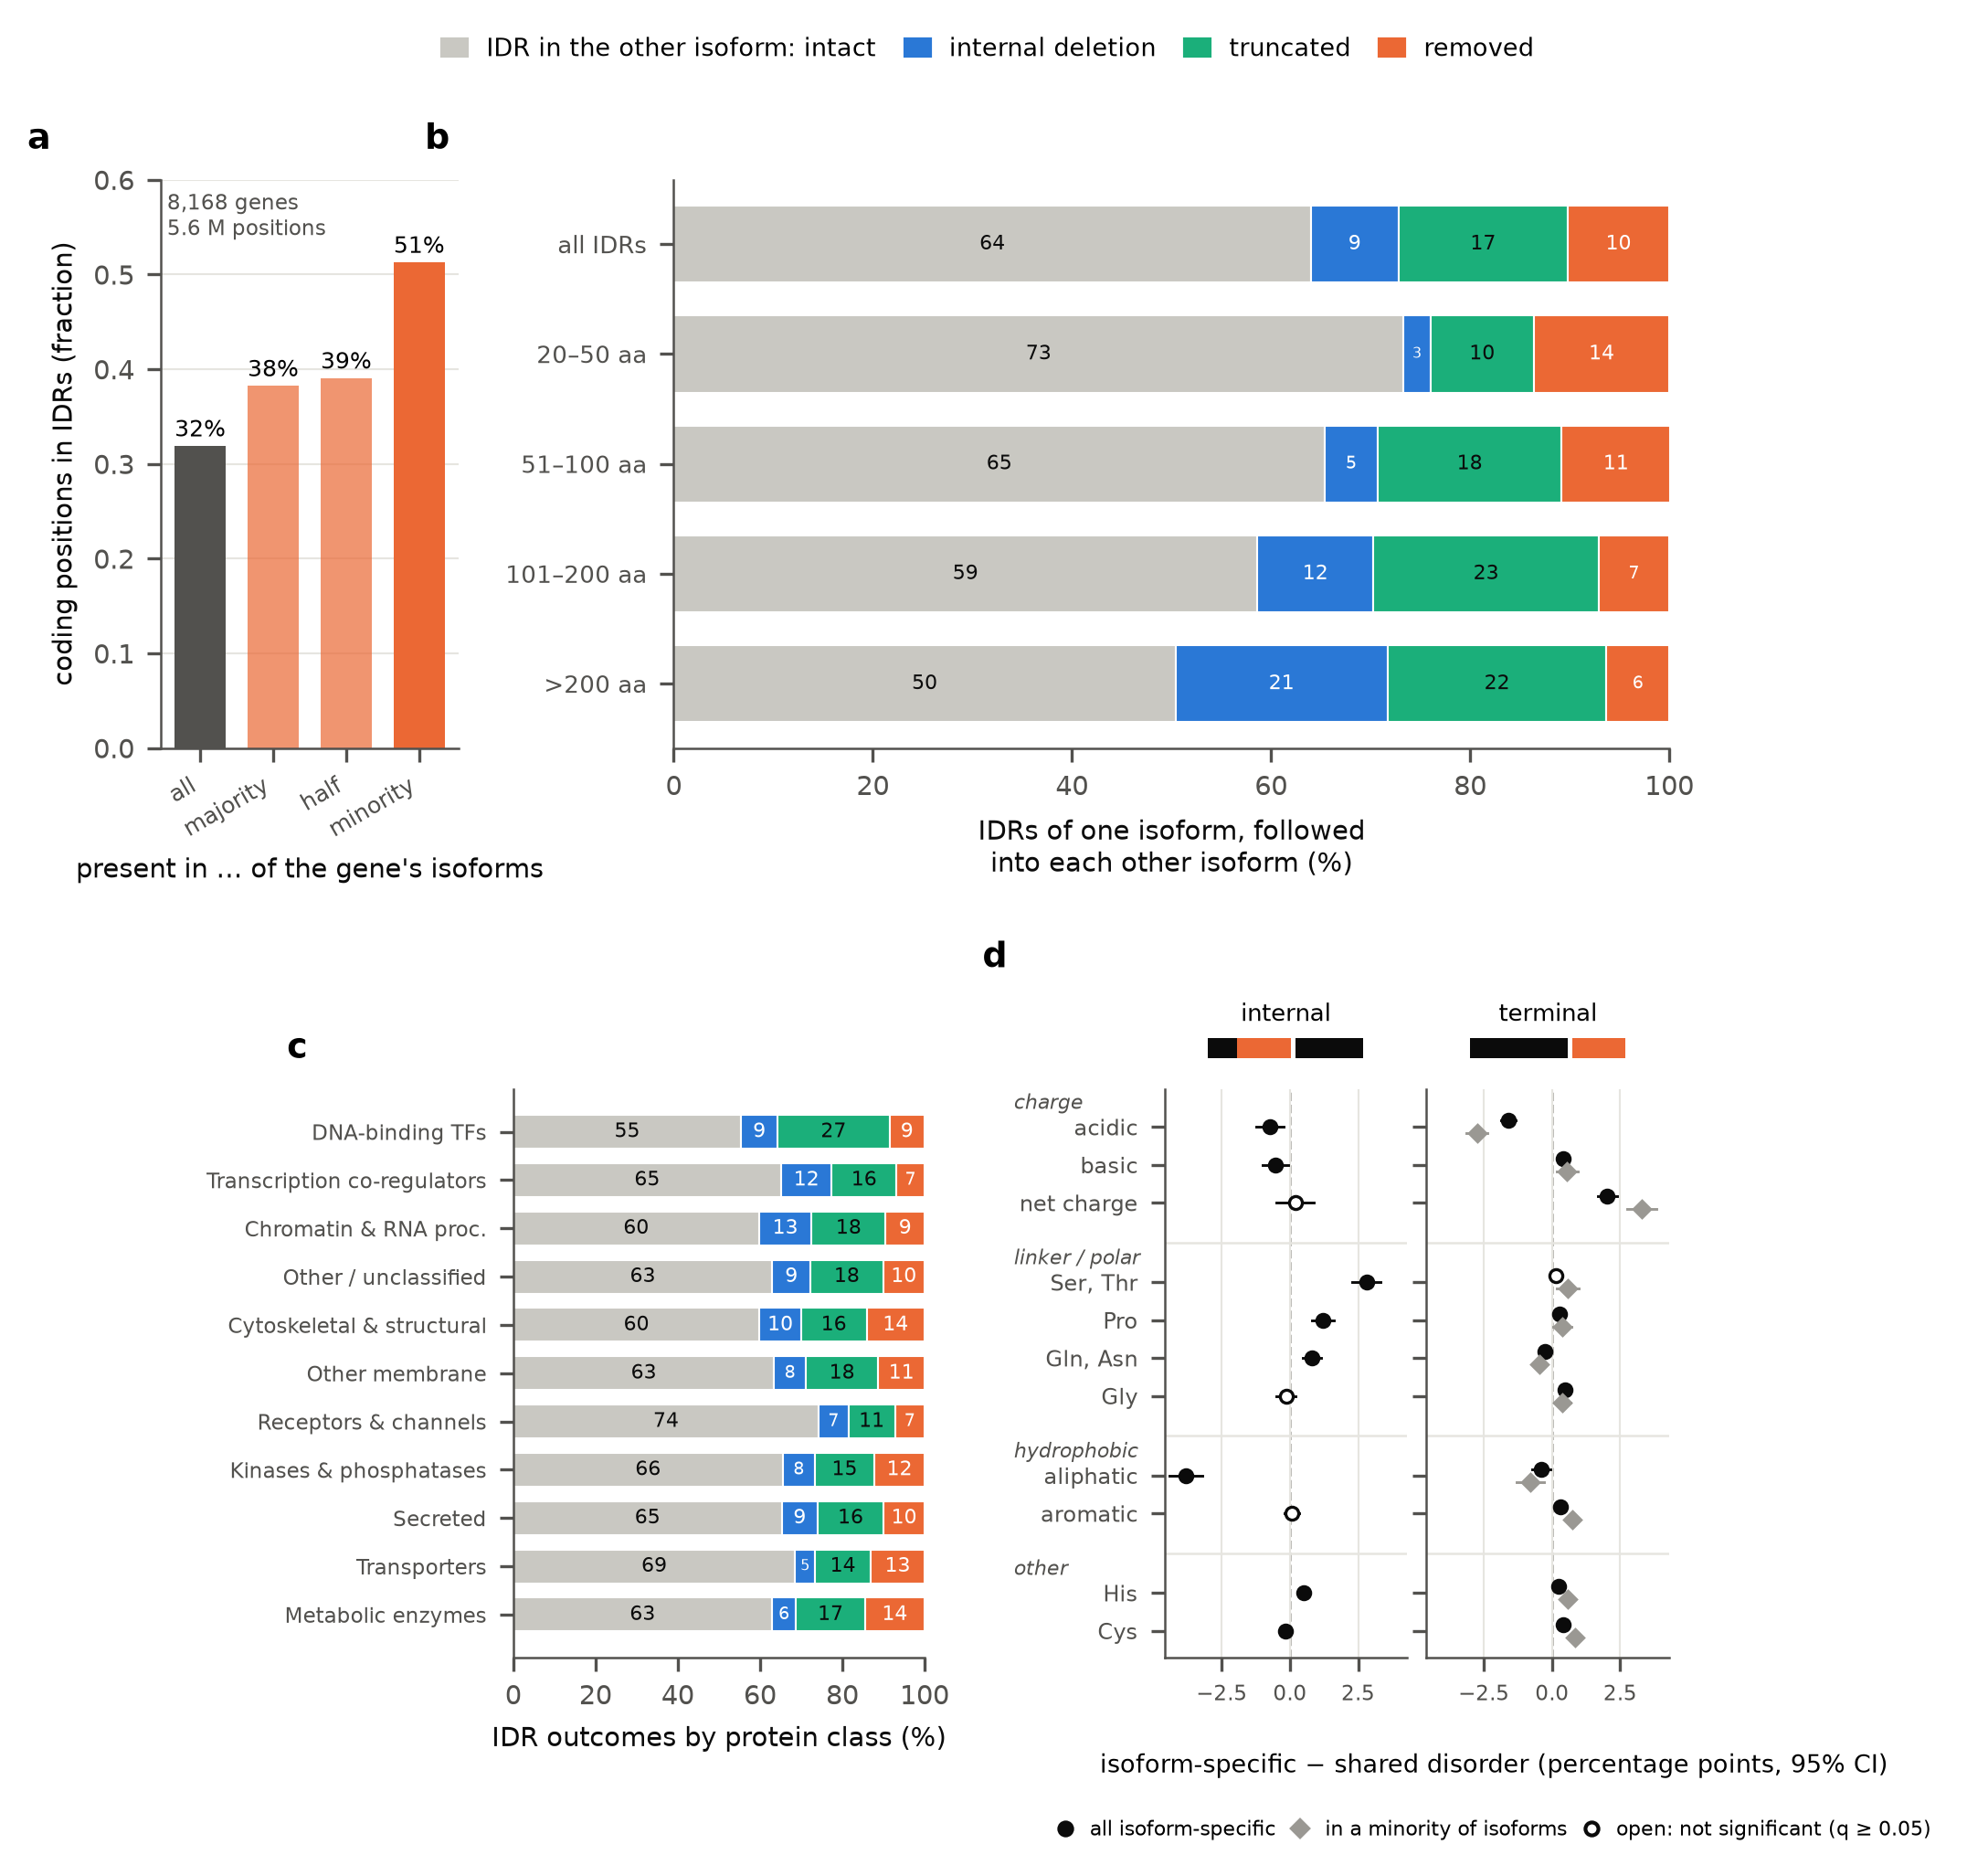 IDR in the other isoform: intact internal deletion truncated removed
a
8,168 genes
5.6 M positions
0.6
0.5
0.4
0.3
0.2
0.1
0.0
coding positions in IDRs (fraction)
32%
38%
39%
51%
all
majority
half
minority
present in ... of the gene's isoforms
b
all IDRs 64 9 17 10
20–50 aa 73 3 10 14
51–100 aa 65 5 18 11
101–200 aa 59 12 23 7
>200 aa 50 21 22 6
0 20 40 60 80 100
IDRs of one isoform, followed
into each other isoform (%)
c
DNA-binding TFs 55 9 27 9
Transcription co-regulators 65 12 16 7
Chromatin & RNA proc. 60 13 18 9
Other / unclassified 63 9 18 10
Cytoskeletal & structural 60 10 16 14
Other membrane 63 8 18 11
Receptors & channels 74 7 11 7
Kinases & phosphatases 66 8 15 12
Secreted 65 9 16 10
Transporters 69 5 14 13
Metabolic enzymes 63 6 17 14
0 20 40 60 80 100
IDR outcomes by protein class (%)
d
internal terminal
charge
acidic
basic
net charge
linker / polar
Ser, Thr
Pro
Gln, Asn
Gly
hydrophobic
aliphatic
aromatic
other
His
Cys
−2.5 0.0 2.5 −2.5 0.0 2.5
isoform-specific − shared disorder (percentage points, 95% CI)
all isoform-specific in a minority of isoforms open: not significant (q ≥ 0.05)